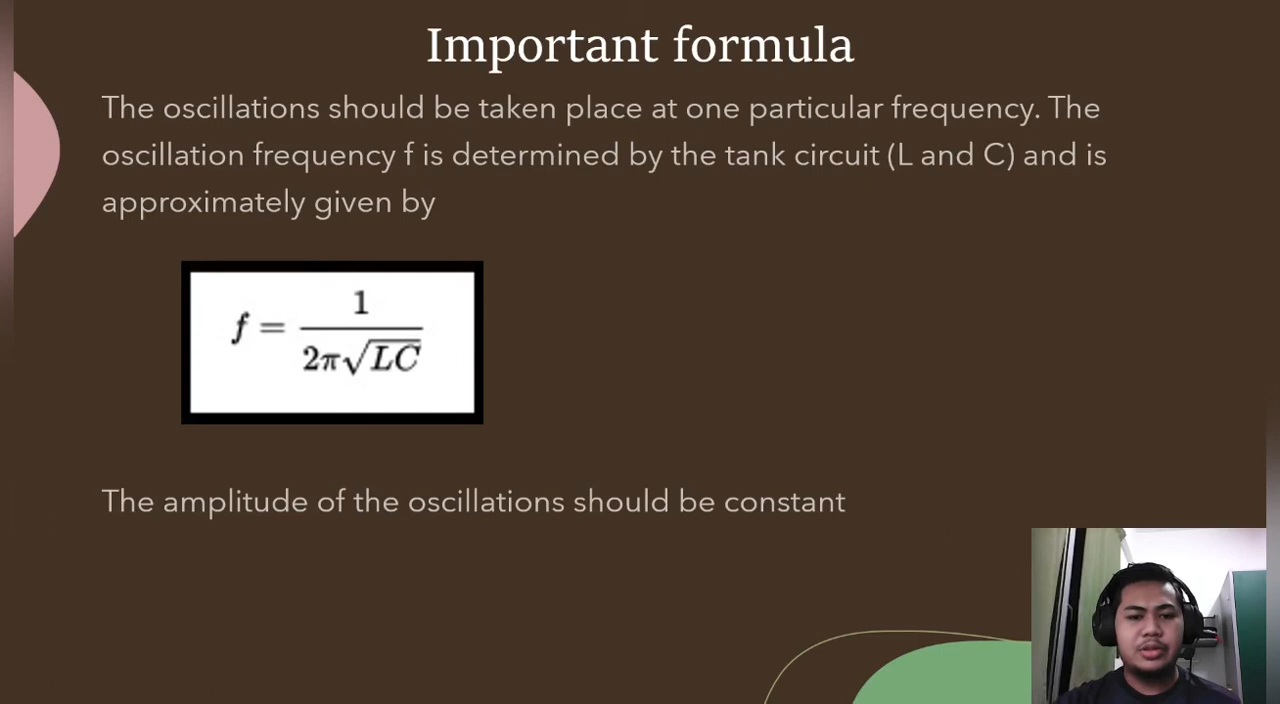 Important formula
The oscillations should be taken place at one particular frequency. The
oscillation frequency f is determined by the tank circuit (L and C) and is
approximately given by
f = 1 / 2π√LC
The amplitude of the oscillations should be constant